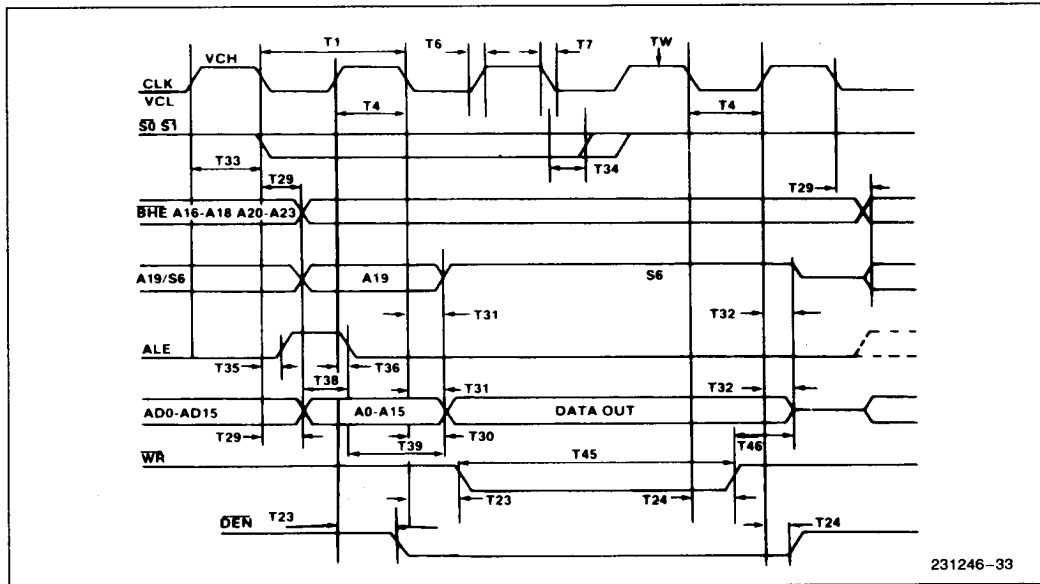 T1 T6 T7 TW
VCH
CLK
VCL
T4 T4
S0 S1
T33 T34
T29 T29
BHE A16-A18 A20-A23
A19/S6 A19 S6
T31 T32
ALE
T35 T36
T38 T31 T32
AD0-AD15 A0-A15 DATA OUT
T29 T39 T30 T46
WR T45
T23 T24
DEN T23 T24
231246-33